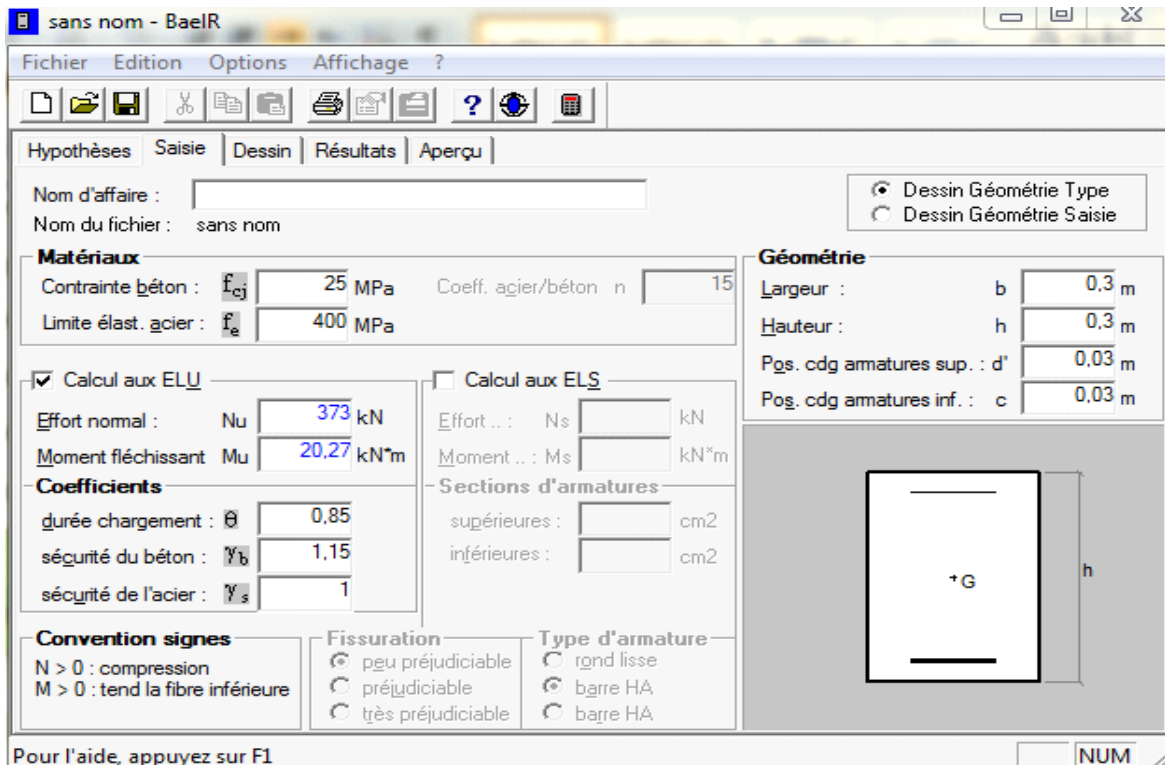 sans nom - BaelR
Fichier Edition Options Affichage ?
Hypothèses Saisie Dessin Résultats Aperçu
Nom d'affaire :
Nom du fichier : sans nom
Dessin Géométrie Type
Dessin Géométrie Saisie
Matériaux
Contrainte béton : fcj 25 MPa Coeff. acier/béton n 15
Limite élast. acier : fe 400 MPa
Géométrie
Largeur : b 0,3 m
Hauteur : h 0,3 m
Pos. cdg armatures sup. : d' 0,03 m
Pos. cdg armatures inf. : c 0,03 m
Calcul aux ELU
Effort normal : Nu 373 kN
Moment fléchissant Mu 20,27 kN*m
Calcul aux ELS
Effort .. : Ns kN
Moment .. : Ms kN*m
Coefficients
durée chargement : θ 0,85
sécurité du béton : γb 1,15
sécurité de l'acier : γs 1
Sections d'armatures
supérieures : cm2
inférieures : cm2
+G
h
Convention signes
N > 0 : compression
M > 0 : tend la fibre inférieure
Fissuration
peu préjudiciable
préjudiciable
très préjudiciable
Type d'armature
rond lisse
barre HA
barre HA
Pour l'aide, appuyez sur F1
NUM